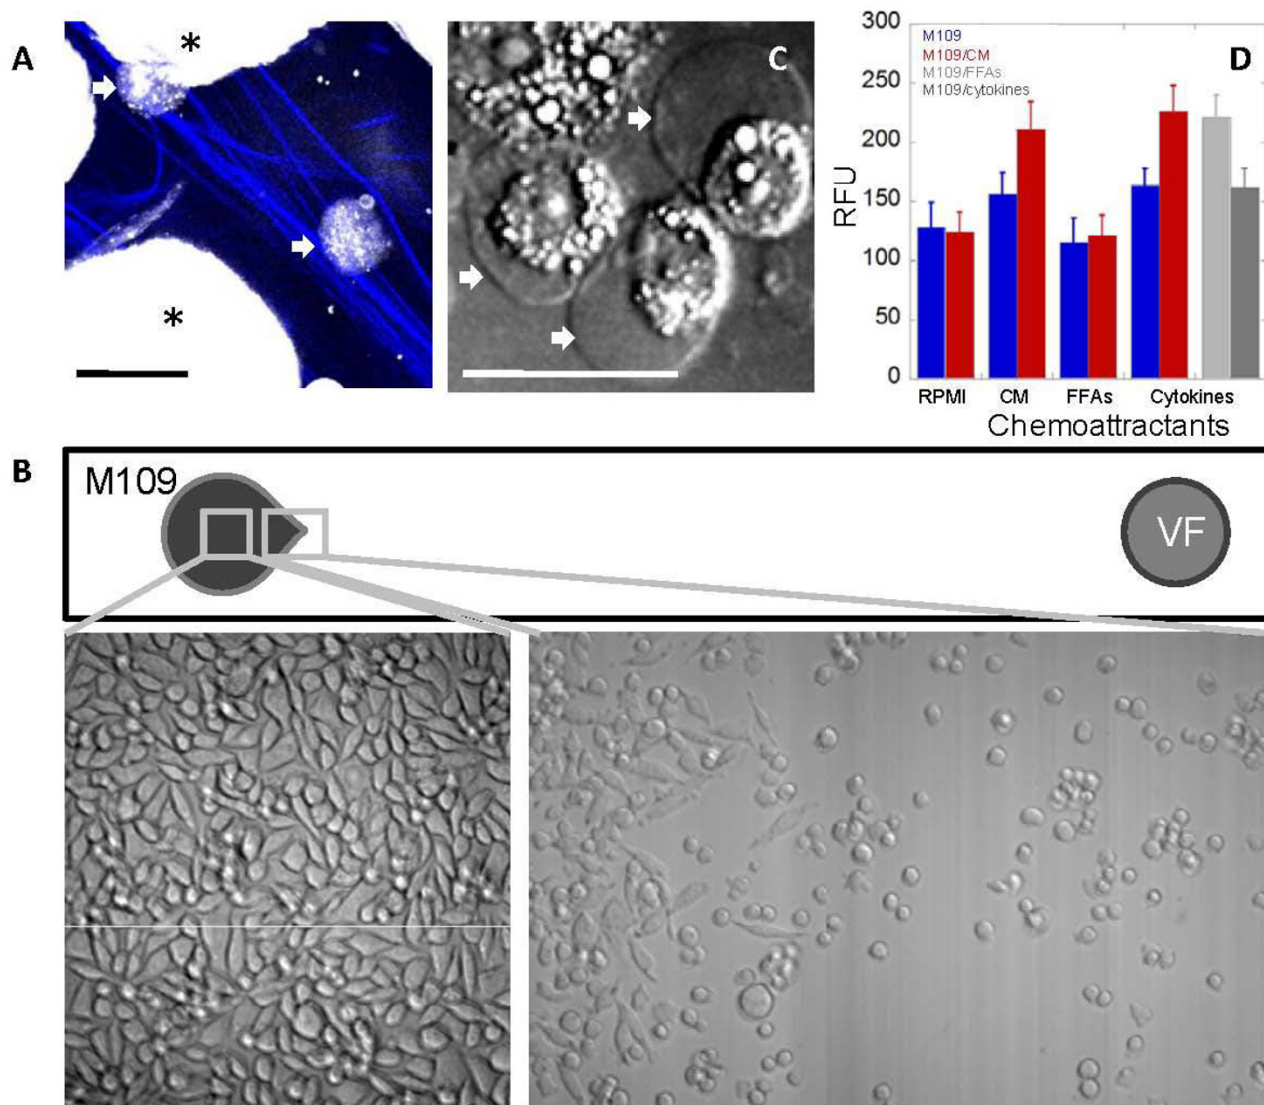 A
*
*
C
D
300
250
200
150
100
50
0
RFU
M109
M109/CM
M109/FFAs
M109/cytokines
RPMI
CM
FFAs
Cytokines
Chemoattractants
B
M109
VF